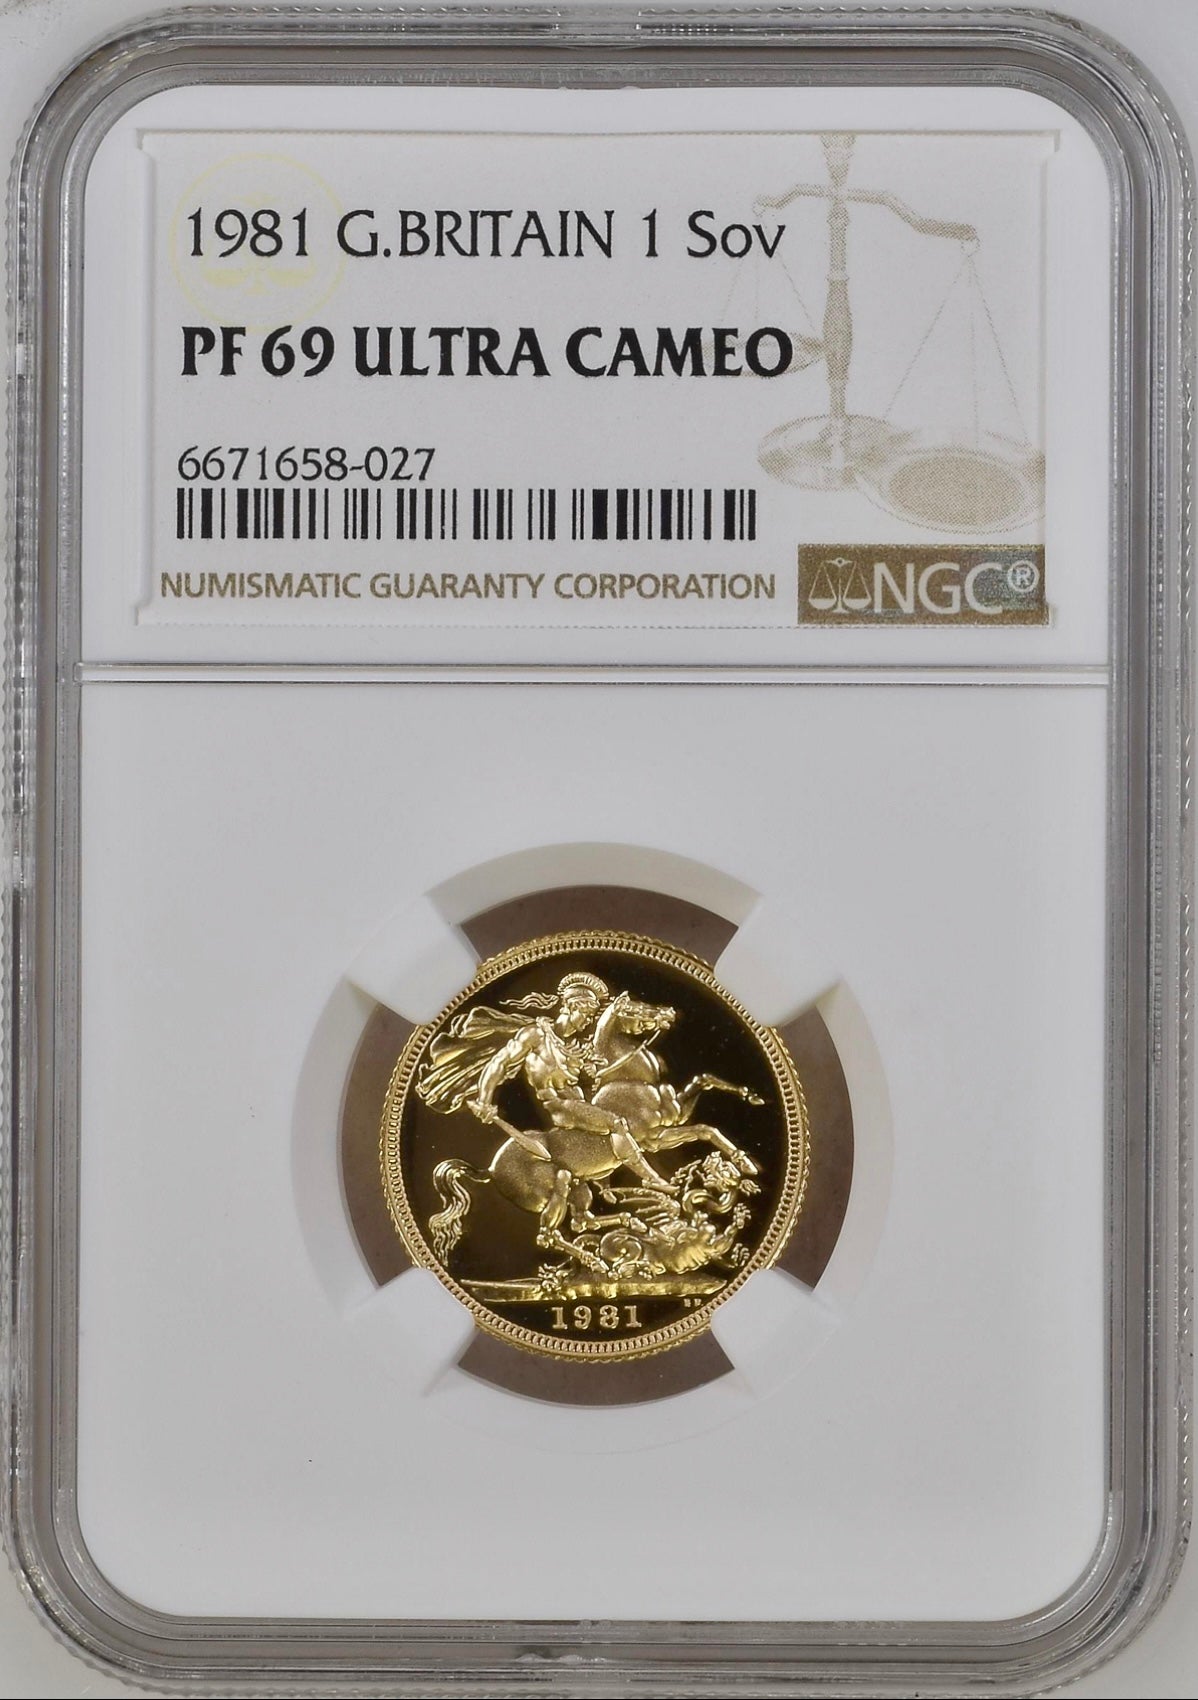 1981 G.BRITAIN 1 Sov
PF 69 ULTRA CAMEO
6671658-027
NUMISMATIC GUARANTY CORPORATION
NGC®
1981